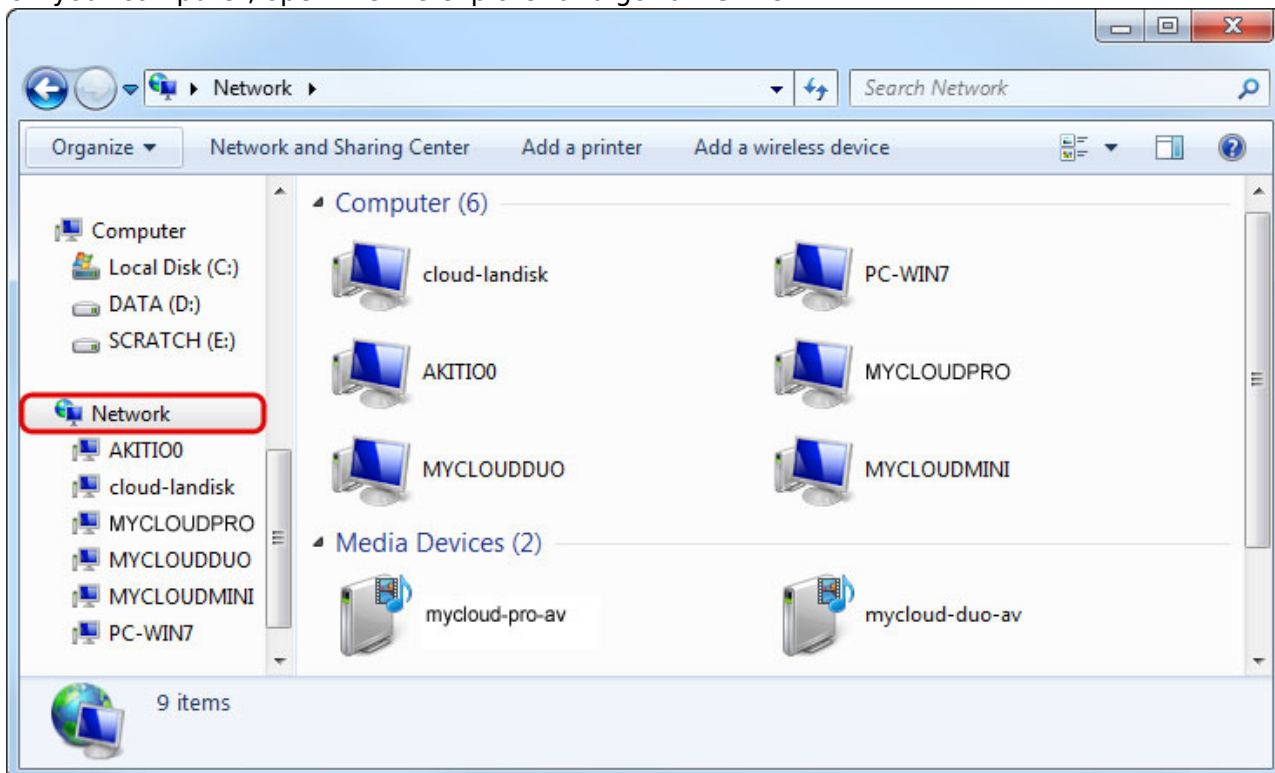 Network
Search Network
Organize
Network and Sharing Center
Add a printer
Add a wireless device
Computer
Local Disk (C:)
DATA (D:)
SCRATCH (E:)
Network
AKITIO0
cloud-landisk
MYCLOUDPRO
MYCLOUDDUO
MYCLOUDMINI
PC-WIN7
Computer (6)
cloud-landisk
PC-WIN7
AKITIO0
MYCLOUDPRO
MYCLOUDDUO
MYCLOUDMINI
Media Devices (2)
mycloud-pro-av
mycloud-duo-av
9 items